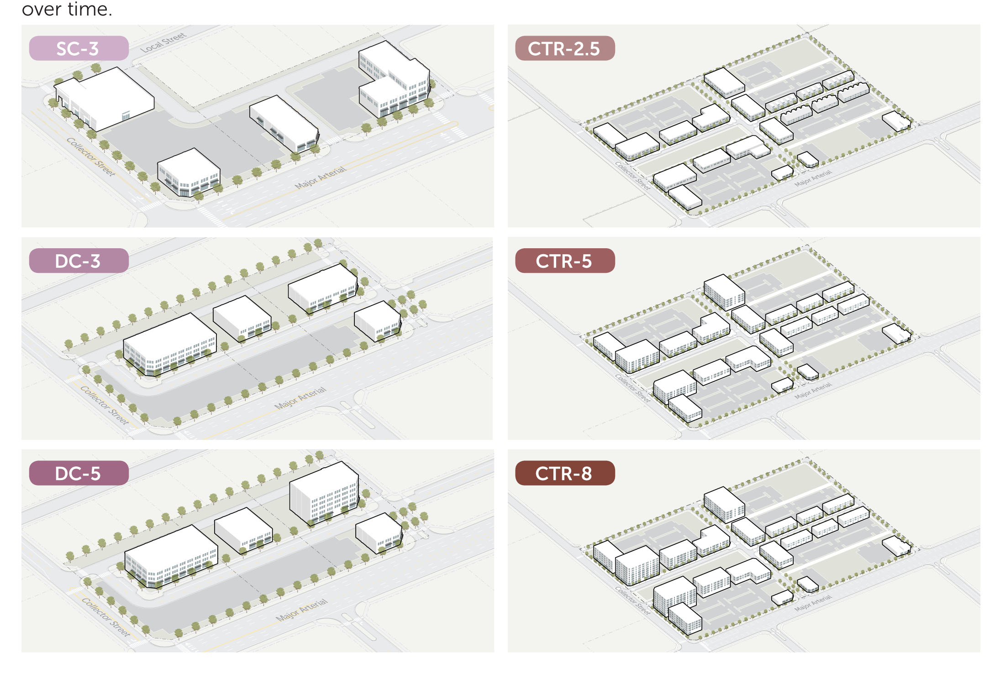 over time.
SC-3
Local Street
Collector Street
Major Arterial
CTR-2.5
Collector Street
Major Arterial
DC-3
Collector Street
Major Arterial
CTR-5
Collector Street
Major Arterial
DC-5
Collector Street
Major Arterial
CTR-8
Collector Street
Major Arterial